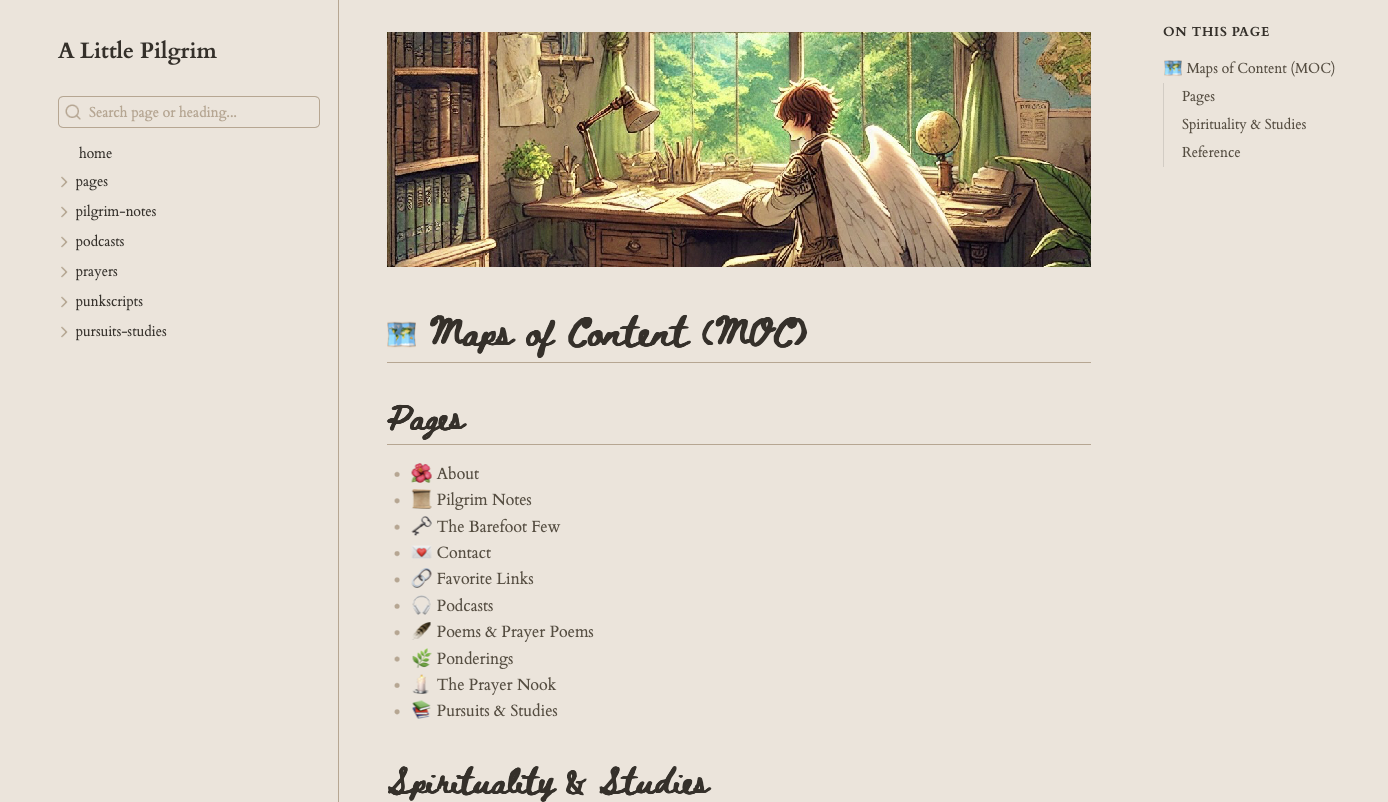 A Little Pilgrim
Search page or heading...
home
pages
pilgrim-notes
podcasts
prayers
punkscripts
pursuits-studies
🗺️ Maps of Content (MOC)
Pages
🌺 About
📜 Pilgrim Notes
🗝️ The Barefoot Few
💌 Contact
🔗 Favorite Links
🎧 Podcasts
🪶 Poems & Prayer Poems
🌿 Ponderings
🕯️ The Prayer Nook
📚 Pursuits & Studies
Spirituality & Studies
ON THIS PAGE
🗺️ Maps of Content (MOC)
Pages
Spirituality & Studies
Reference